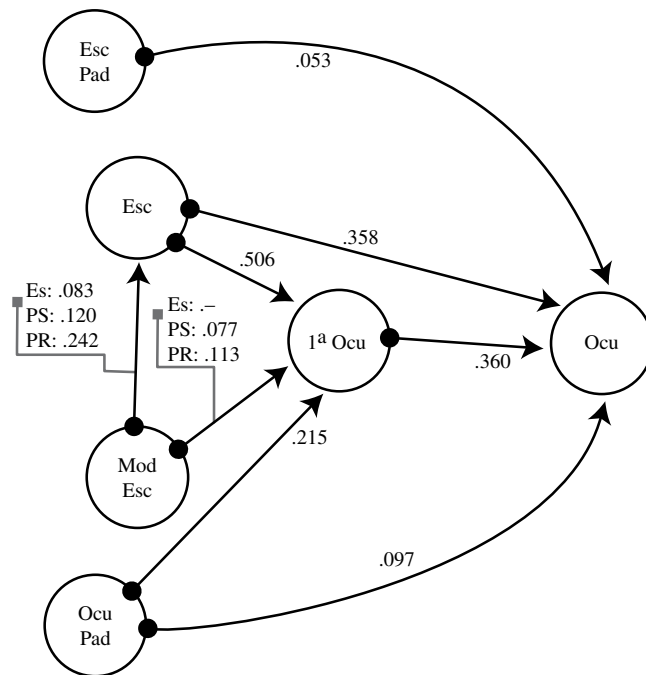 Esc
Pad
.053
Esc
.358
.506
Es: .083
PS: .120
PR: .242
Es: .–
PS: .077
PR: .113
1ª Ocu
.360
Ocu
Mod
Esc
.215
.097
Ocu
Pad